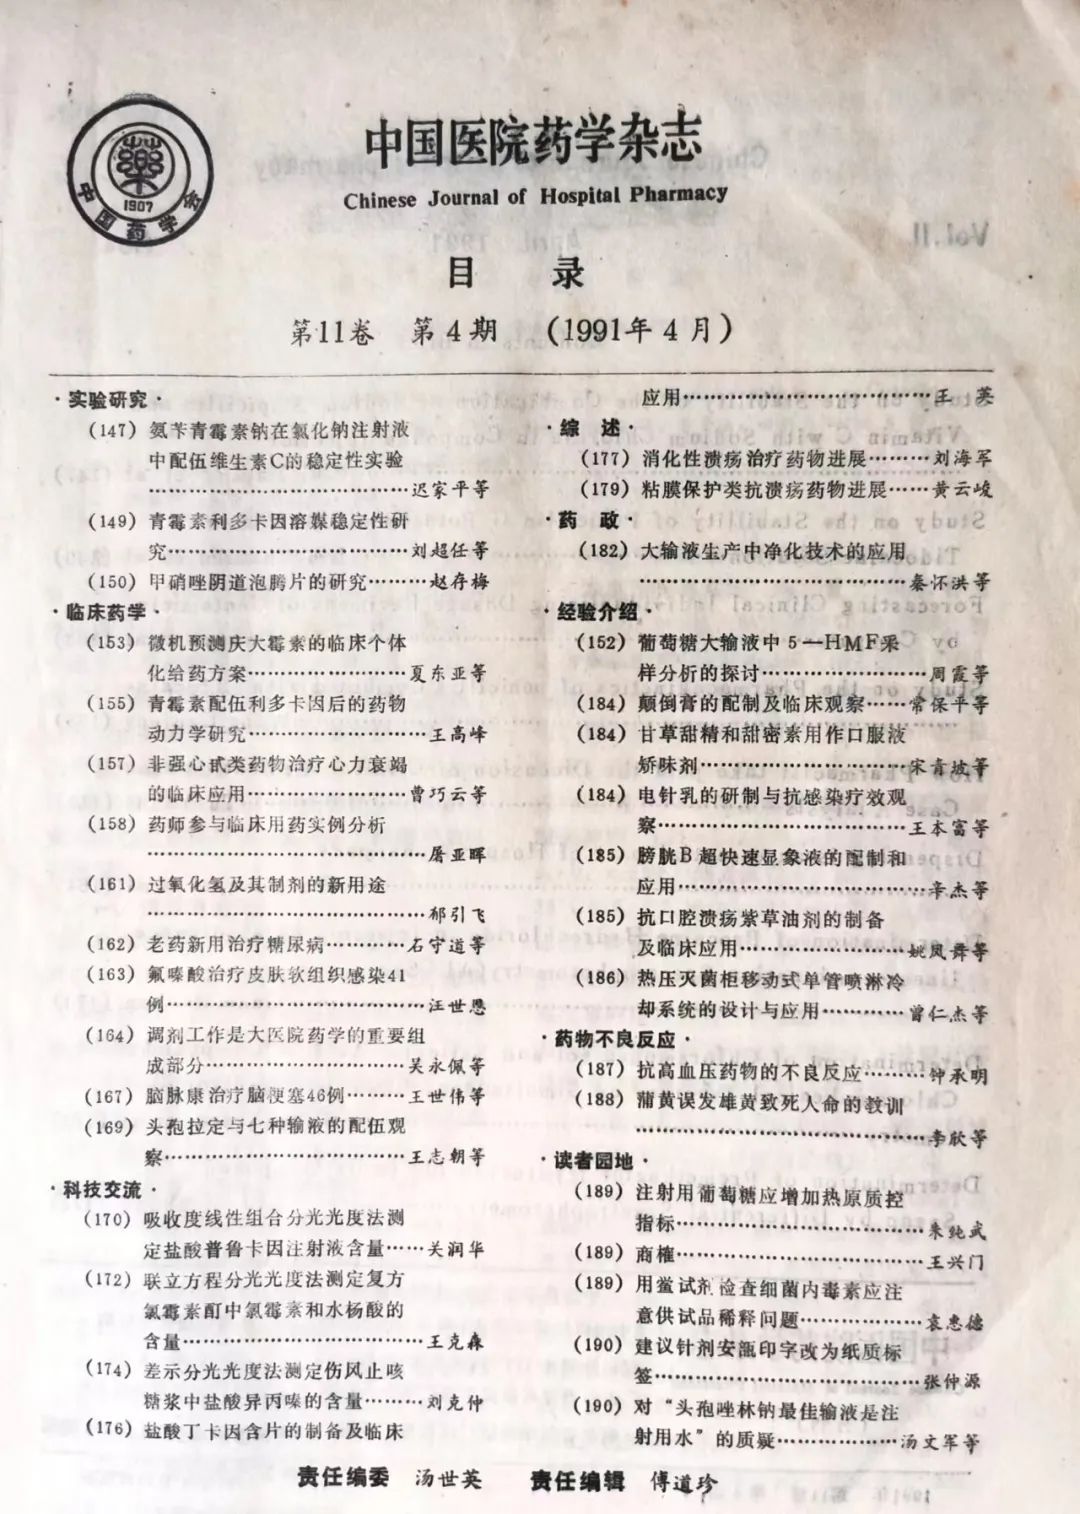 中国药学会
1907
中国医院药学杂志
Chinese Journal of Hospital Pharmacy
目 录
第11卷 第4期 (1991年4月)
·实验研究·
(147) 氨苄青霉素钠在氯化钠注射液
中配伍维生素C的稳定性实验
……………………………迟家平等
(149) 青霉素利多卡因溶媒稳定性研
究…………………………刘超任等
(150) 甲硝唑阴道泡腾片的研究………赵存梅
·临床药学·
(153) 微机预测庆大霉素的临床个体
化给药方案………………夏东亚等
(155) 青霉素配伍利多卡因后的药物
动力学研究…………………王高峰
(157) 非强心甙类药物治疗心力衰竭
的临床应用………………曹巧云等
(158) 药师参与临床用药实例分析
………………………………屠亚晖
(161) 过氧化氢及其制剂的新用途
………………………………郁引飞
(162) 老药新用治疗糖尿病…………石守道等
(163) 氟嗪酸治疗皮肤软组织感染41
例……………………………汪世懋
(164) 调剂工作是大医院药学的重要组
成部分……………………吴永佩等
(167) 脑脉康治疗脑梗塞46例………王世伟等
(169) 头孢拉定与七种输液的配伍观
察…………………………王志朝等
·科技交流·
(170) 吸收度线性组合分光光度法测
定盐酸普鲁卡因注射液含量……关润华
(172) 联立方程分光光度法测定复方
氯霉素酊中氯霉素和水杨酸的
含量…………………………王克森
(174) 差示分光光度法测定伤风止咳
糖浆中盐酸异丙嗪的含量………刘克仲
(176) 盐酸丁卡因含片的制备及临床
应用…………………………王 英
·综 述·
(177) 消化性溃疡治疗药物进展………刘海军
(179) 粘膜保护类抗溃疡药物进展……黄云峻
·药 政·
(182) 大输液生产中净化技术的应用
……………………………秦怀洪等
·经验介绍·
(152) 葡萄糖大输液中5—HMF采
样分析的探讨…………………周霞等
(184) 颠倒膏的配制及临床观察……常保平等
(184) 甘草甜精和甜密素用作口服液
矫味剂……………………宋肯坡等
(184) 电针乳的研制与抗感染疗效观
察…………………………王本富等
(185) 膀胱B超快速显象液的配制和
应用…………………………辛杰等
(185) 抗口腔溃疡紫草油剂的制备
及临床应用………………姚凤舞等
(186) 热压灭菌柜移动式单管喷淋冷
却系统的设计与应用…………曾仁杰等
·药物不良反应·
(187) 抗高血压药物的不良反应………钟承明
(188) 蒲黄误发雄黄致死人命的教训
………………………………李欣等
·读者园地·
(189) 注射用葡萄糖应增加热原质控
指标…………………………朱纯武
(189) 商榷…………………………王兴门
(189) 用鲎试剂检查细菌内毒素应注
意供试品稀释问题……………袁惠德
(190) 建议针剂安瓿印字改为纸质标
签……………………………张仲源
(190) 对“头孢唑林钠最佳输液是注
射用水”的质疑……………汤文军等
责任编委 汤世英 责任编辑 傅道珍